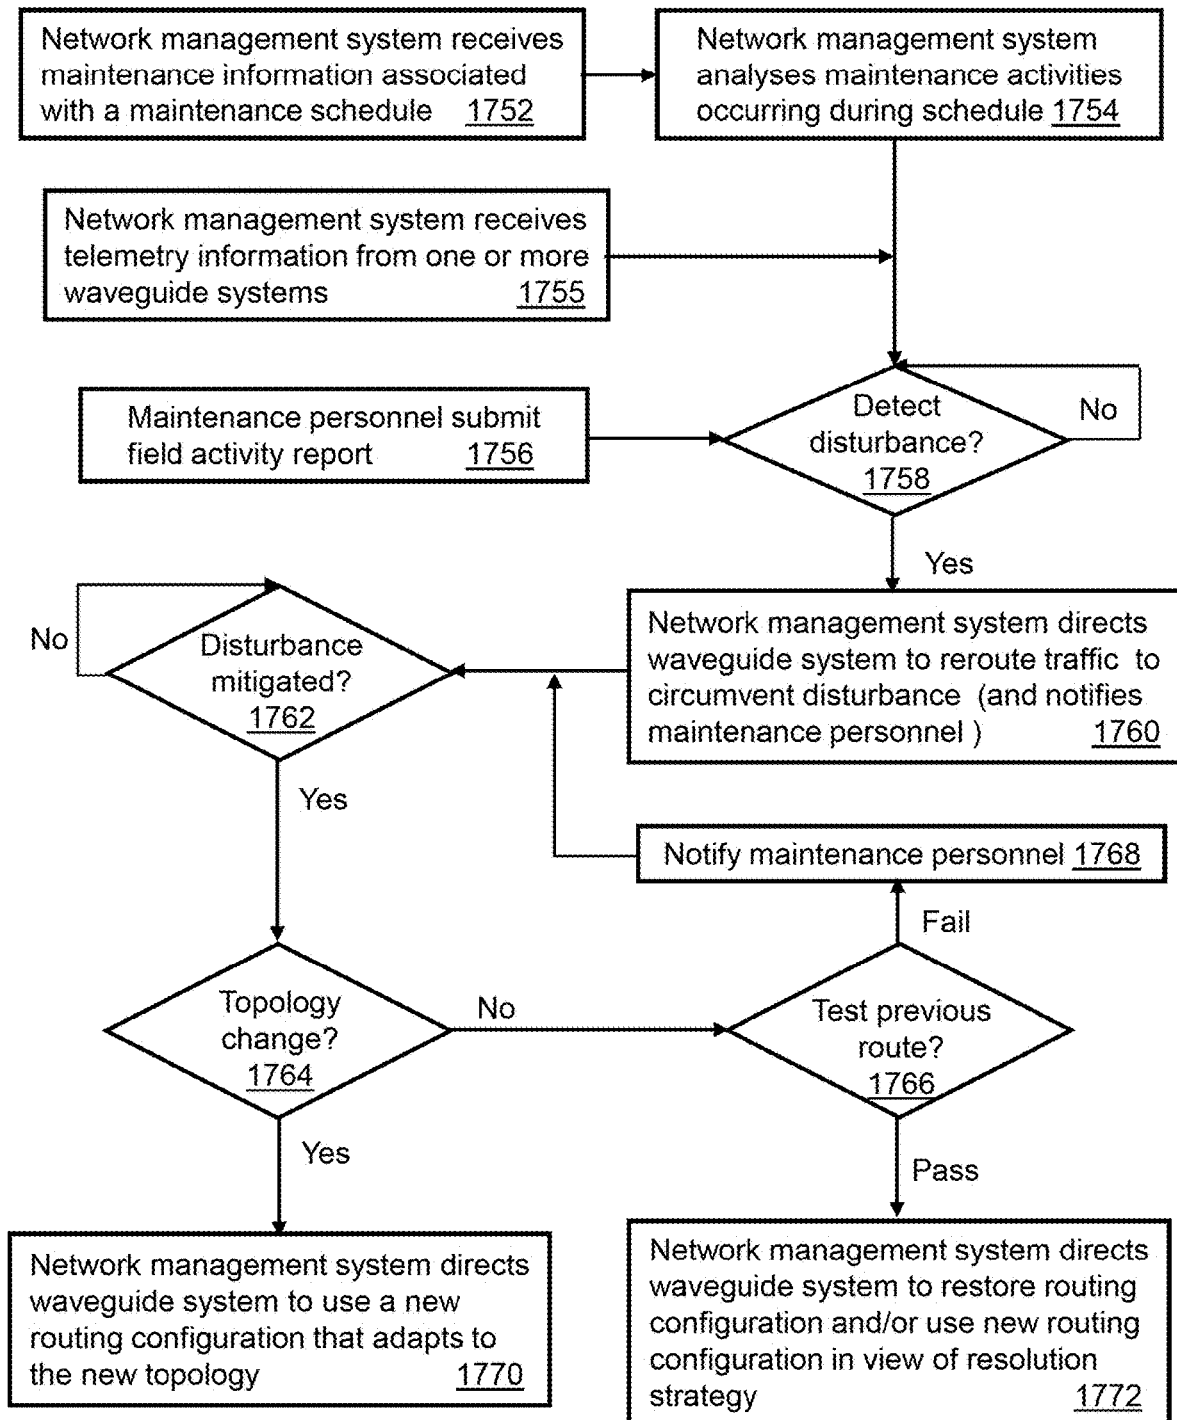 Network management system receives
maintenance information associated
with a maintenance schedule 1752
Network management system
analyses maintenance activities
occurring during schedule 1754
Network management system receives
telemetry information from one or more
waveguide systems 1755
Maintenance personnel submit
field activity report 1756
Detect
disturbance?
1758
No
Yes
Network management system directs
waveguide system to reroute traffic to
circumvent disturbance (and notifies
maintenance personnel ) 1760
Disturbance
mitigated?
1762
No
Yes
Notify maintenance personnel 1768
Fail
Topology
change?
1764
No
Test previous
route?
1766
Yes
Pass
Network management system directs
waveguide system to use a new
routing configuration that adapts to
the new topology 1770
Network management system directs
waveguide system to restore routing
configuration and/or use new routing
configuration in view of resolution
strategy 1772